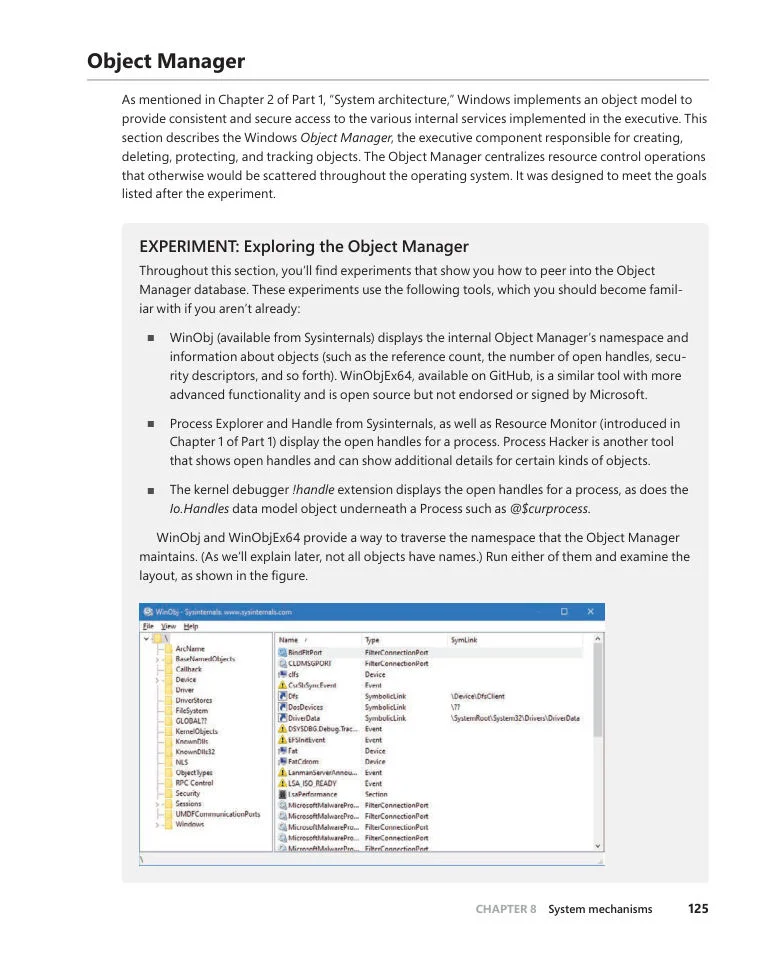 Object Manager
As mentioned in Chapter 2 of Part 1, “System architecture,” Windows implements an object model to
provide consistent and secure access to the various internal services implemented in the executive. This
section describes the Windows Object Manager, the executive component responsible for creating,
deleting, protecting, and tracking objects. The Object Manager centralizes resource control operations
that otherwise would be scattered throughout the operating system. It was designed to meet the goals
listed after the experiment.
EXPERIMENT: Exploring the Object Manager
Throughout this section, you’ll find experiments that show you how to peer into the Object
Manager database. These experiments use the following tools, which you should become famil-
iar with if you aren’t already:
■ WinObj (available from Sysinternals) displays the internal Object Manager’s namespace and
information about objects (such as the reference count, the number of open handles, secu-
rity descriptors, and so forth). WinObjEx64, available on GitHub, is a similar tool with more
advanced functionality and is open source but not endorsed or signed by Microsoft.
■ Process Explorer and Handle from Sysinternals, as well as Resource Monitor (introduced in
Chapter 1 of Part 1) display the open handles for a process. Process Hacker is another tool
that shows open handles and can show additional details for certain kinds of objects.
■ The kernel debugger !handle extension displays the open handles for a process, as does the
Io.Handles data model object underneath a Process such as @$curprocess.
WinObj and WinObjEx64 provide a way to traverse the namespace that the Object Manager
maintains. (As we’ll explain later, not all objects have names.) Run either of them and examine the
layout, as shown in the figure.
WinObj - Sysinternals: www.sysinternals.com
File View Help
\
ArcName
BaseNamedObjects
Callback
Device
Driver
DriverStores
FileSystem
GLOBAL??
KernelObjects
KnownDlls
KnownDlls32
NLS
ObjectTypes
RPC Control
Security
Sessions
UMDFCommunicationPorts
Windows
Name / Type SymLink
BindFltPort FilterConnectionPort
CLDMSGPORT FilterConnectionPort
clfs Device
CsrSbSyncEvent Event
Dfs SymbolicLink \Device\DfsClient
DosDevices SymbolicLink \??
DriverData SymbolicLink \SystemRoot\System32\Drivers\DriverData
DSYSDBG.Debug.Trac... Event
EFSInitEvent Event
Fat Device
FatCdrom Device
LanmanServerAnnou... Event
LSA_ISO_READY Event
LsaPerformance Section
MicrosoftMalwarePro... FilterConnectionPort
MicrosoftMalwarePro... FilterConnectionPort
MicrosoftMalwarePro... FilterConnectionPort
MicrosoftMalwarePro... FilterConnectionPort
MicrosoftMalwarePro... FilterConnectionPort
\
CHAPTER 8 System mechanisms 125